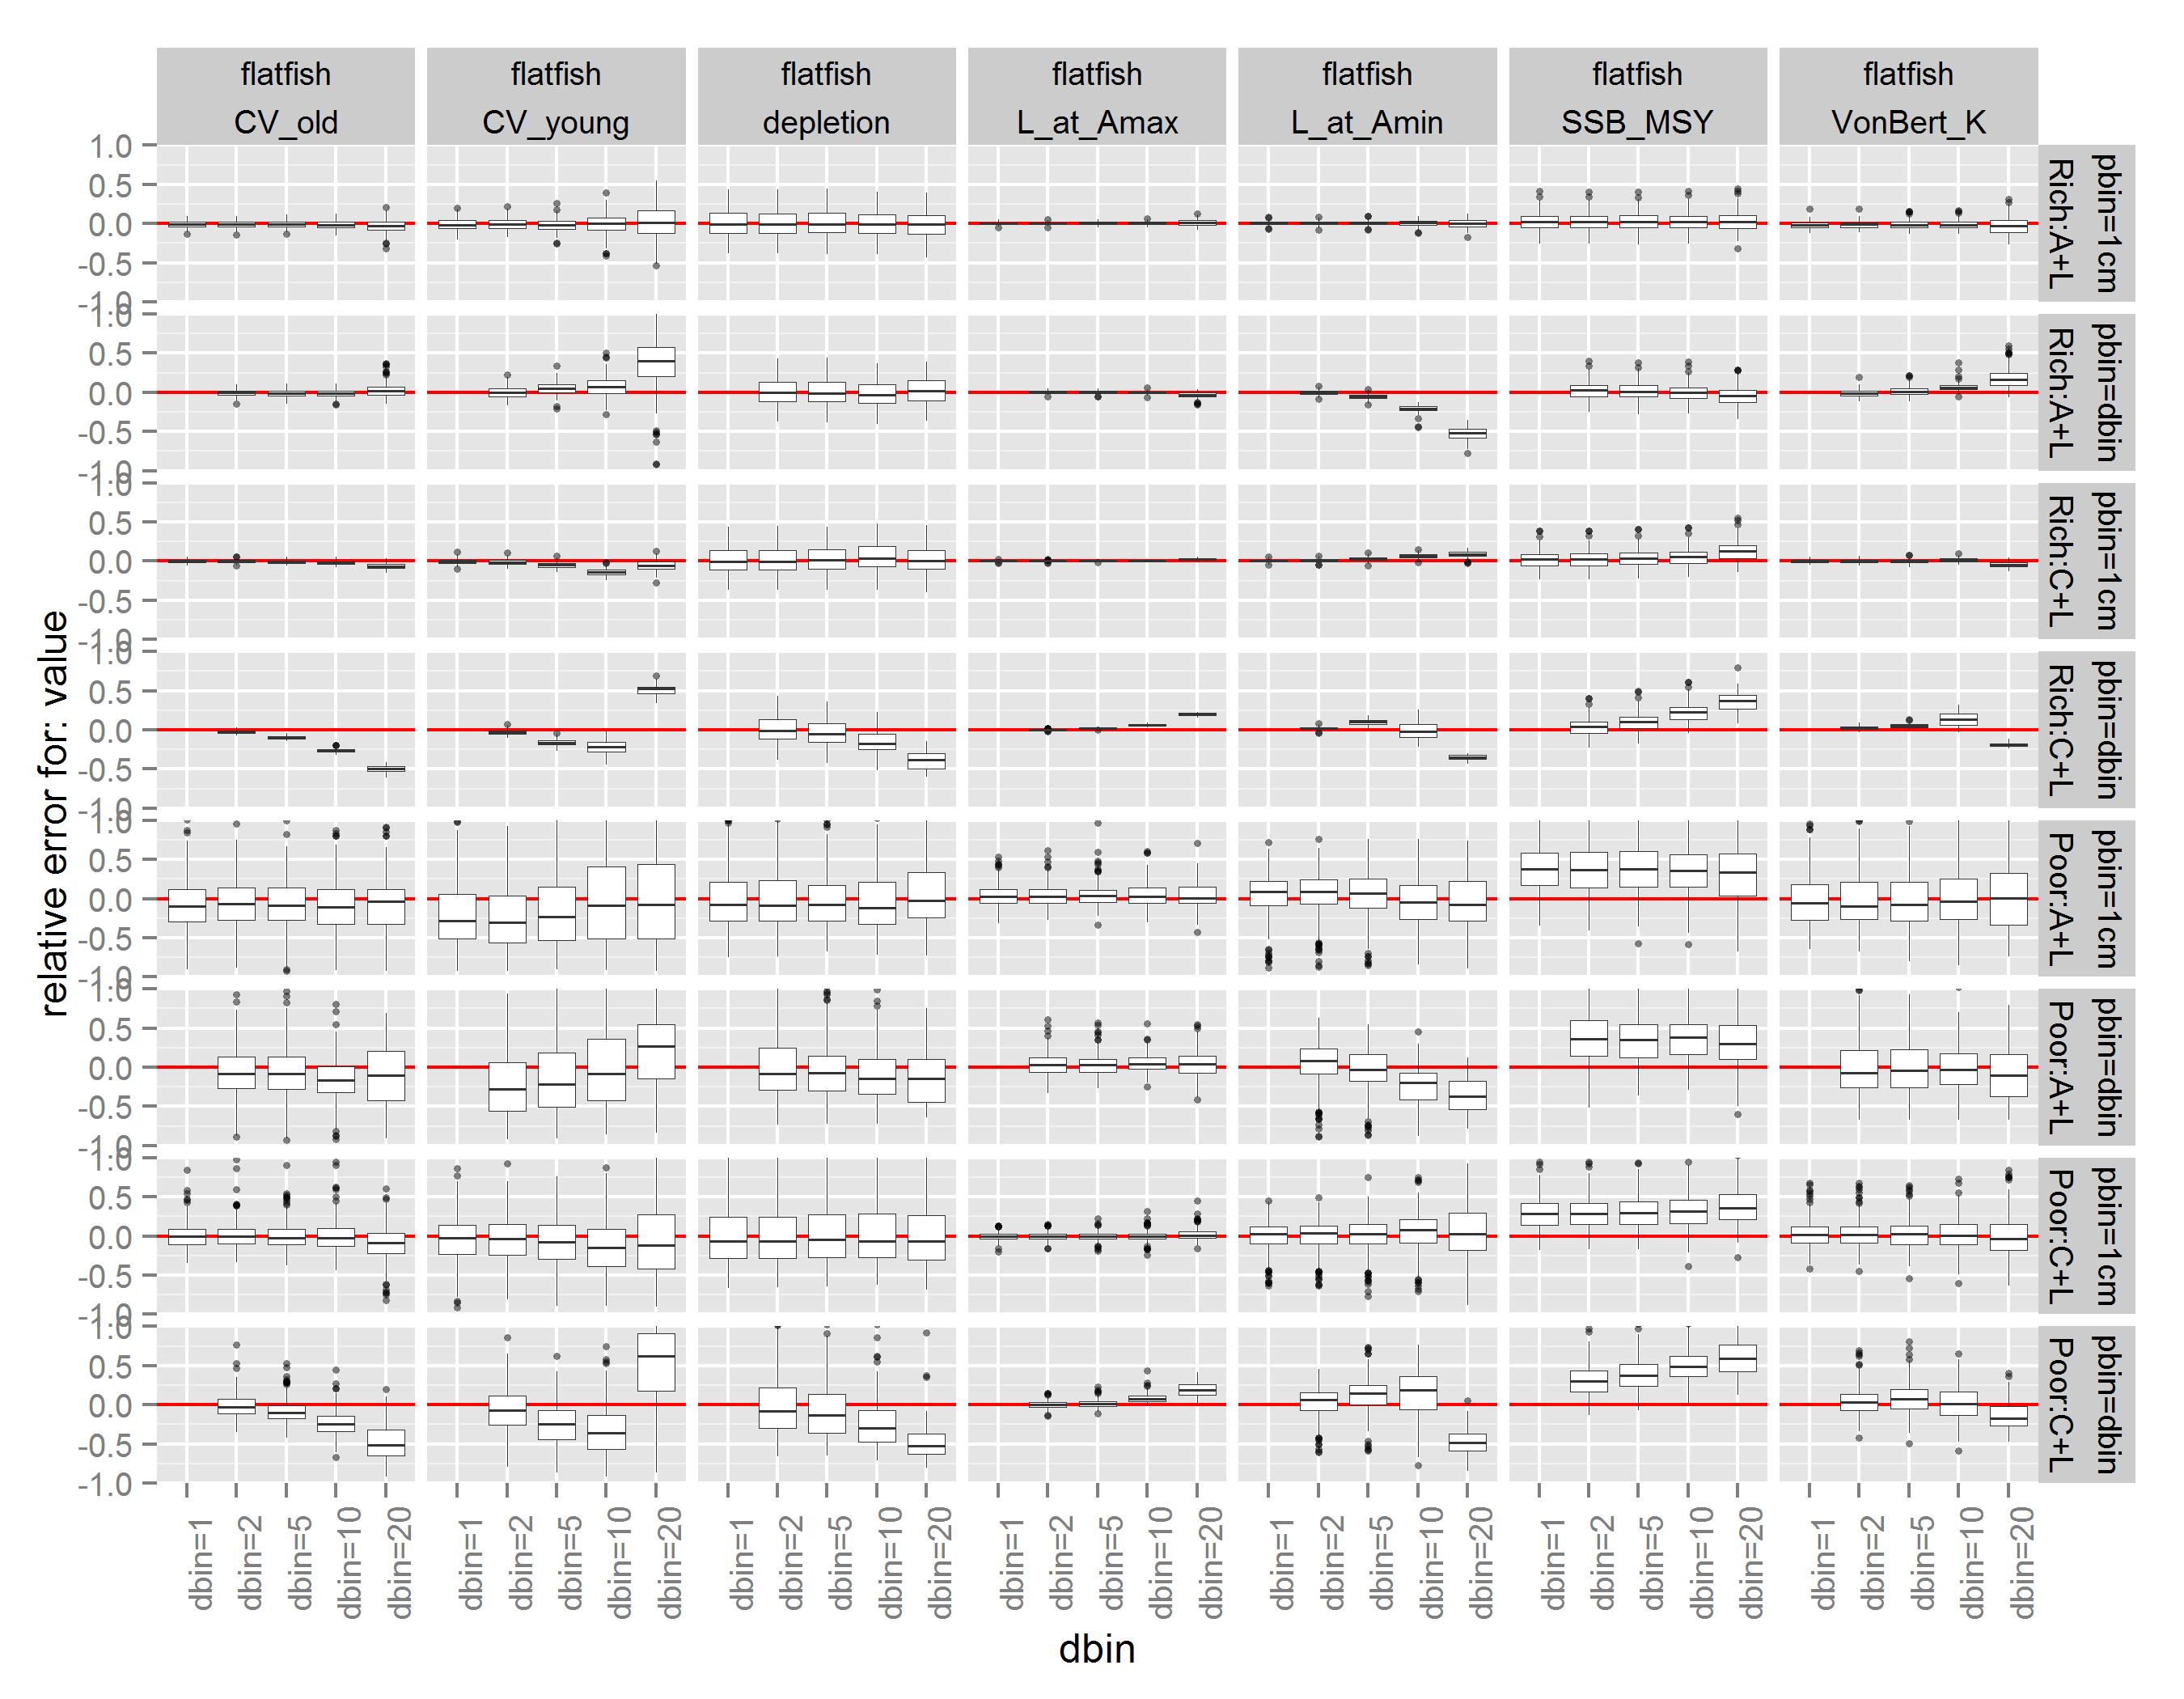 flatfish flatfish flatfish flatfish flatfish flatfish flatfish
CV_old CV_young depletion L_at_Amax L_at_Amin SSB_MSY VonBert_K
1.0
0.5
0.0
-0.5
-1.0
pbin=1cm
Rich:A+L
1.0
0.5
0.0
-0.5
-1.0
pbin=dbin
Rich:A+L
1.0
0.5
0.0
-0.5
-1.0
pbin=1cm
Rich:C+L
1.0
0.5
0.0
-0.5
-1.0
pbin=dbin
Rich:C+L
1.0
0.5
0.0
-0.5
-1.0
pbin=1cm
Poor:A+L
1.0
0.5
0.0
-0.5
-1.0
pbin=dbin
Poor:A+L
1.0
0.5
0.0
-0.5
-1.0
pbin=1cm
Poor:C+L
1.0
0.5
0.0
-0.5
-1.0
pbin=dbin
Poor:C+L
relative error for: value
dbin=1 dbin=2 dbin=5 dbin=10 dbin=20 dbin=1 dbin=2 dbin=5 dbin=10 dbin=20 dbin=1 dbin=2 dbin=5 dbin=10 dbin=20 dbin=1 dbin=2 dbin=5 dbin=10 dbin=20 dbin=1 dbin=2 dbin=5 dbin=10 dbin=20 dbin=1 dbin=2 dbin=5 dbin=10 dbin=20 dbin=1 dbin=2 dbin=5 dbin=10 dbin=20
dbin